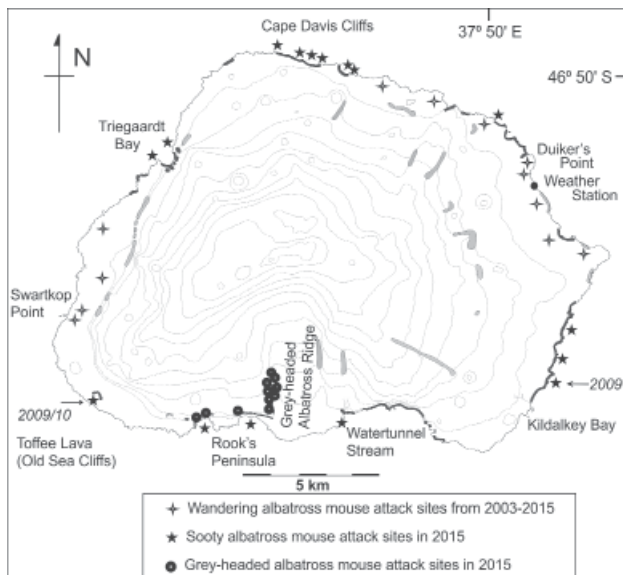 Cape Davis Cliffs
37° 50' E
N
46° 50' S
Triegaardt
Bay
Duiker's
Point
Weather
Station
Swartkop
Point
Grey-headed
Albatross Ridge
2009
2009/10
Toffee Lava
(Old Sea Cliffs)
Rook's
Peninsula
Watertunnel
Stream
Kildalkey Bay
5 km
Wandering albatross mouse attack sites from 2003-2015
Sooty albatross mouse attack sites in 2015
Grey-headed albatross mouse attack sites in 2015